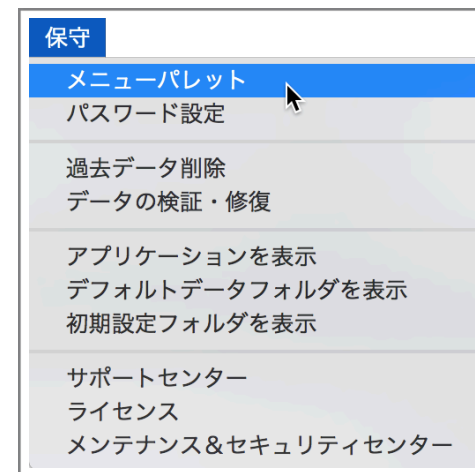 保守
メニューパレット
パスワード設定
過去データ削除
データの検証・修復
アプリケーションを表示
デフォルトデータフォルダを表示
初期設定フォルダを表示
サポートセンター
ライセンス
メンテナンス＆セキュリティセンター